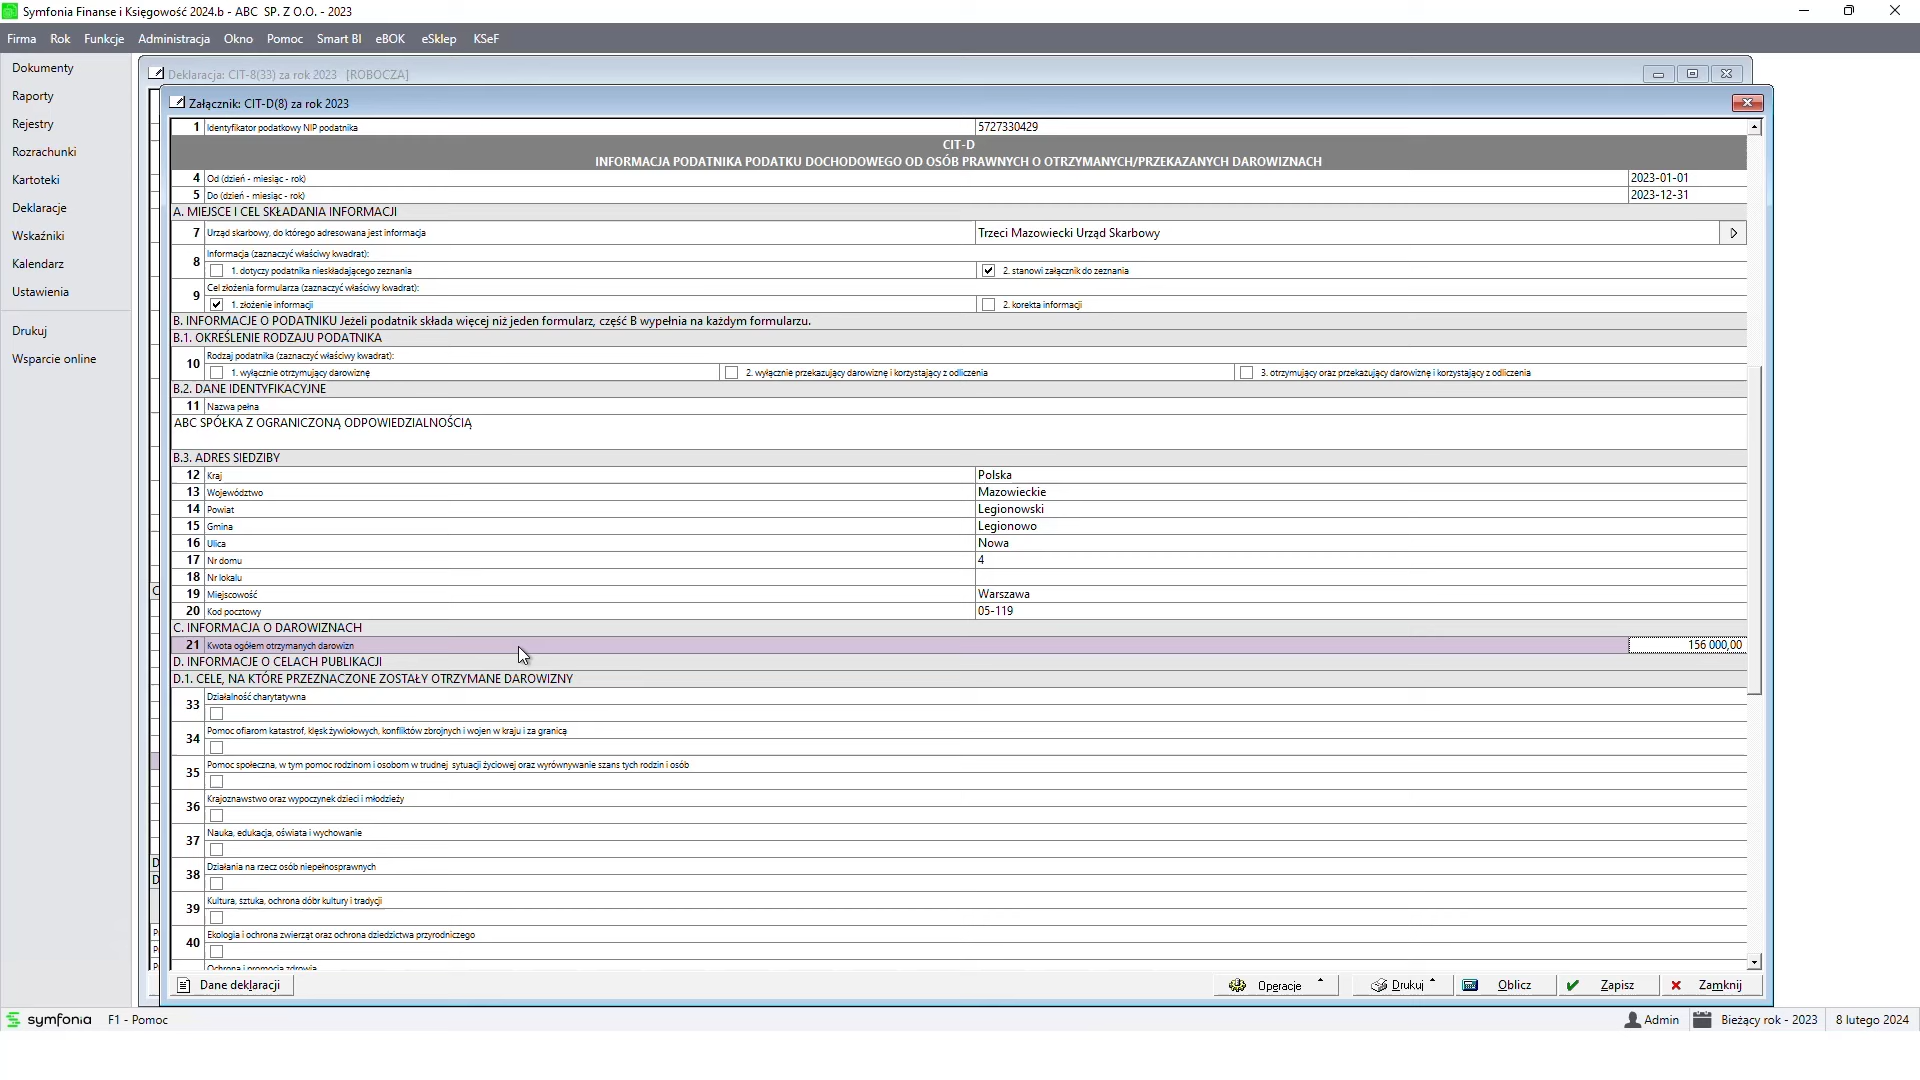 Symfonia Finanse i Księgowość 2024.b - ABC SP. Z O.O. - 2023
Firma Rok Funkcje Administracja Okno Pomoc Smart BI eBOK eSklep KSeF
Dokumenty
Raporty
Rejestry
Rozrachunki
Kartoteki
Deklaracje
Wskaźniki
Kalendarz
Ustawienia
Drukuj
Wsparcie online
Deklaracja: CIT-8(33) za rok 2023 [ROBOCZA]
Załącznik: CIT-D(8) za rok 2023
1 Identyfikator podatkowy NIP podatnika 5727330429
CIT-D
INFORMACJA PODATNIKA PODATKU DOCHODOWEGO OD OSÓB PRAWNYCH O OTRZYMANYCH/PRZEKAZANYCH DAROWIZNACH
4 Od (dzień - miesiąc - rok) 2023-01-01
5 Do (dzień - miesiąc - rok) 2023-12-31
A. MIEJSCE I CEL SKŁADANIA INFORMACJI
7 Urząd skarbowy, do którego adresowana jest informacja Trzeci Mazowiecki Urząd Skarbowy
8 Informacja (zaznaczyć właściwy kwadrat):
1. dotyczy podatnika nieskładającego zeznania 2. stanowi załącznik do zeznania
9 Cel złożenia formularza (zaznaczyć właściwy kwadrat):
1. złożenie informacji 2. korekta informacji
B. INFORMACJE O PODATNIKU Jeżeli podatnik składa więcej niż jeden formularz, część B wypełnia na każdym formularzu.
B.1. OKREŚLENIE RODZAJU PODATNIKA
10 Rodzaj podatnika (zaznaczyć właściwy kwadrat):
1. wyłącznie otrzymujący darowiznę 2. wyłącznie przekazujący darowiznę i korzystający z odliczenia 3. otrzymujący oraz przekazujący darowiznę i korzystający z odliczenia
B.2. DANE IDENTYFIKACYJNE
11 Nazwa pełna
ABC SPÓŁKA Z OGRANICZONĄ ODPOWIEDZIALNOŚCIĄ
B.3. ADRES SIEDZIBY
12 Kraj Polska
13 Województwo Mazowieckie
14 Powiat Legionowski
15 Gmina Legionowo
16 Ulica Nowa
17 Nr domu 4
18 Nr lokalu
19 Miejscowość Warszawa
20 Kod pocztowy 05-119
C. INFORMACJA O DAROWIZNACH
21 Kwota ogółem otrzymanych darowizn 156 000,00
D. INFORMACJE O CELACH PUBLIKACJI
D.1. CELE, NA KTÓRE PRZEZNACZONE ZOSTAŁY OTRZYMANE DAROWIZNY
33 Działalność charytatywna
34 Pomoc ofiarom katastrof, klęsk żywiołowych, konfliktów zbrojnych i wojen w kraju i za granicą
35 Pomoc społeczna, w tym pomoc rodzinom i osobom w trudnej sytuacji życiowej oraz wyrównywanie szans tych rodzin i osób
36 Krajoznawstwo oraz wypoczynek dzieci i młodzieży
37 Nauka, edukacja, oświata i wychowanie
38 Działania na rzecz osób niepełnosprawnych
39 Kultura, sztuka, ochrona dóbr kultury i tradycji
40 Ekologia i ochrona zwierząt oraz ochrona dziedzictwa przyrodniczego
Ochrona i promocja zdrowia
Dane deklaracji Operacje Drukuj Oblicz Zapisz Zamknij
symfonia F1 - Pomoc Admin Bieżący rok - 2023 8 lutego 2024